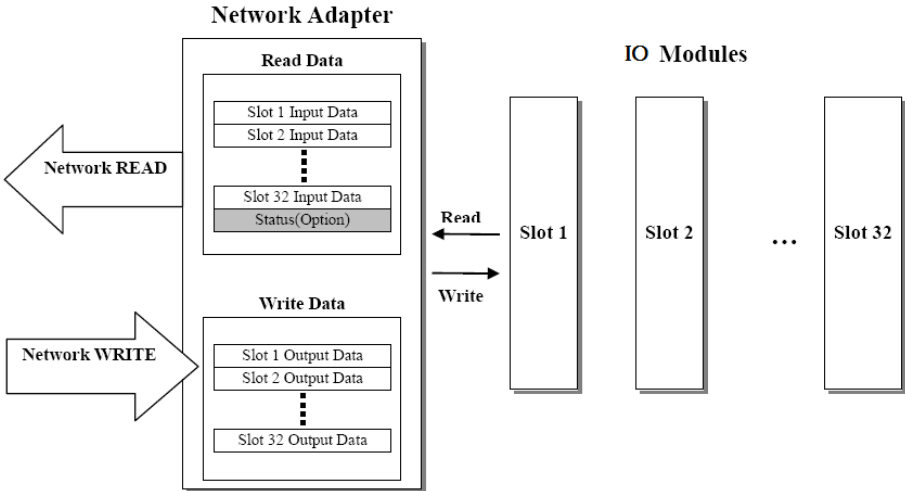 Network Adapter
Read Data
Slot 1 Input Data
Slot 2 Input Data
Slot 32 Input Data
Status(Option)
Network READ
Write Data
Slot 1 Output Data
Slot 2 Output Data
Slot 32 Output Data
Network WRITE
Read
Write
IO Modules
Slot 1
Slot 2
...
Slot 32